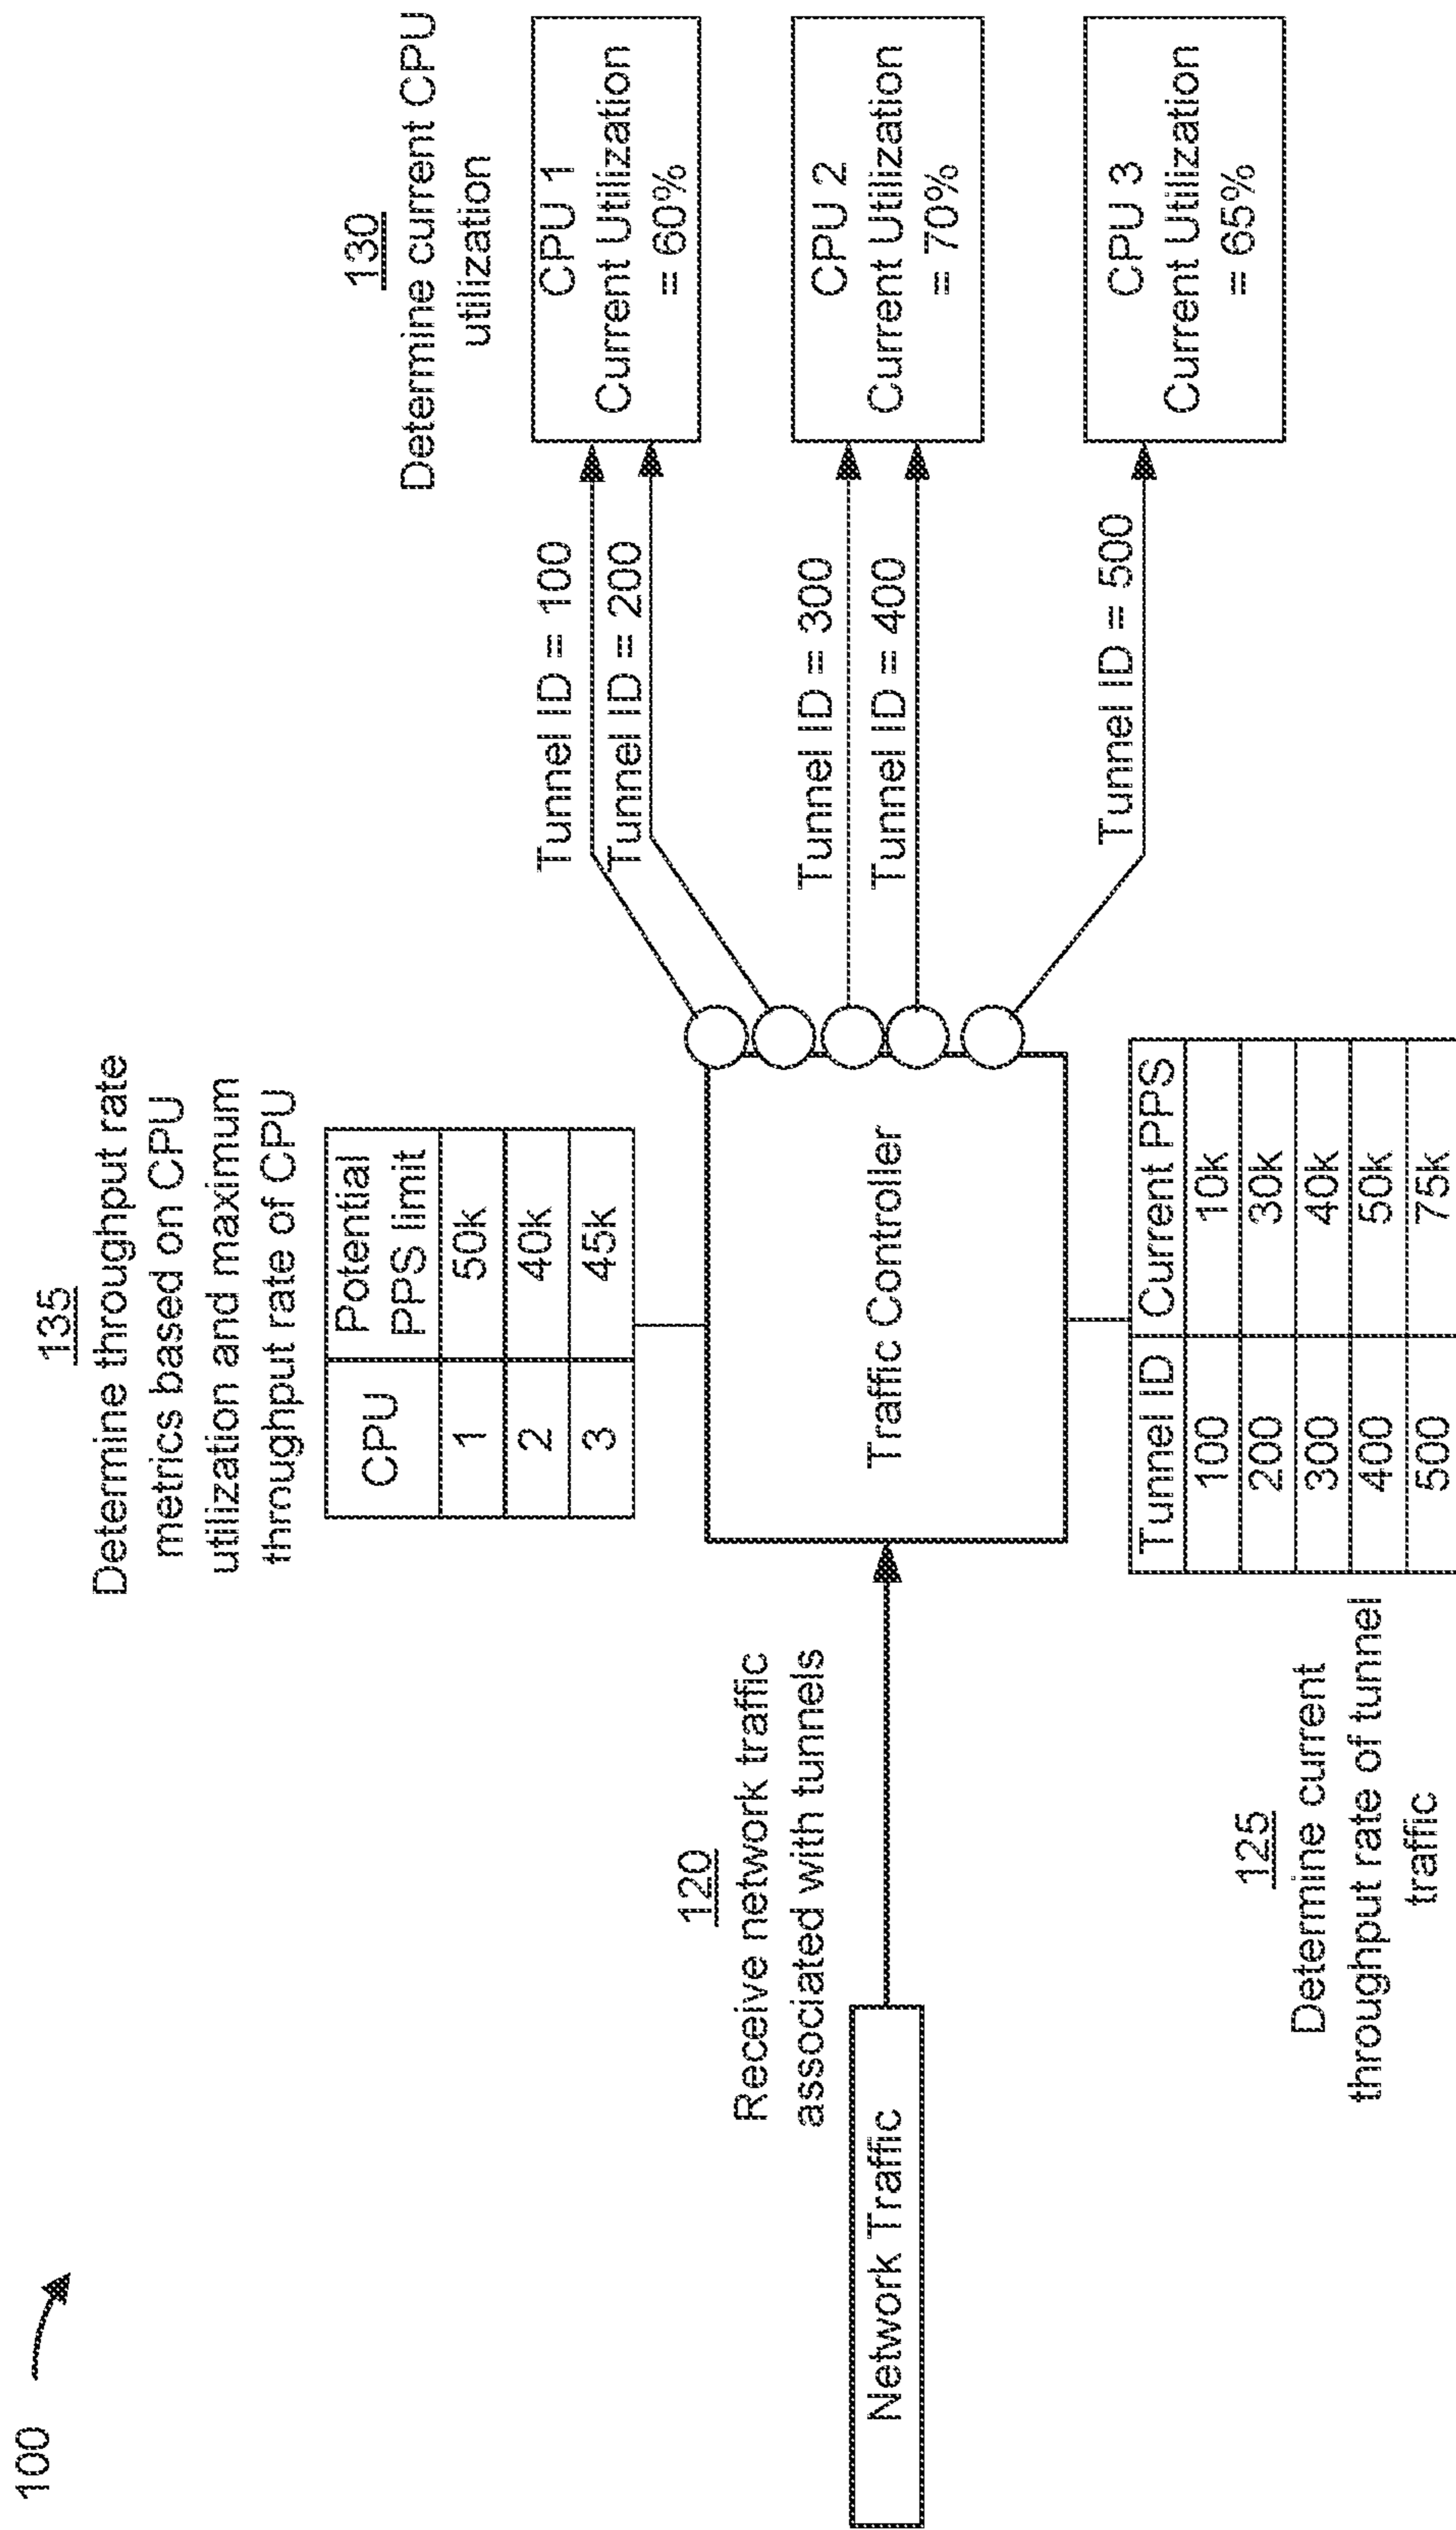 100
135
Determine throughput rate
metrics based on CPU
utilization and maximum
throughput rate of CPU
CPU Potential PPS limit
1 50k
2 40k
3 45k
130
Determine current CPU
utilization
120
Receive network traffic
associated with tunnels
Network Traffic
Traffic Controller
Tunnel ID = 100
Tunnel ID = 200
Tunnel ID = 300
Tunnel ID = 400
Tunnel ID = 500
CPU 1
Current Utilization
= 60%
CPU 2
Current Utilization
= 70%
CPU 3
Current Utilization
= 65%
125
Determine current
throughput rate of tunnel
traffic
Tunnel ID Current PPS
100 10k
200 30k
300 40k
400 50k
500 75k